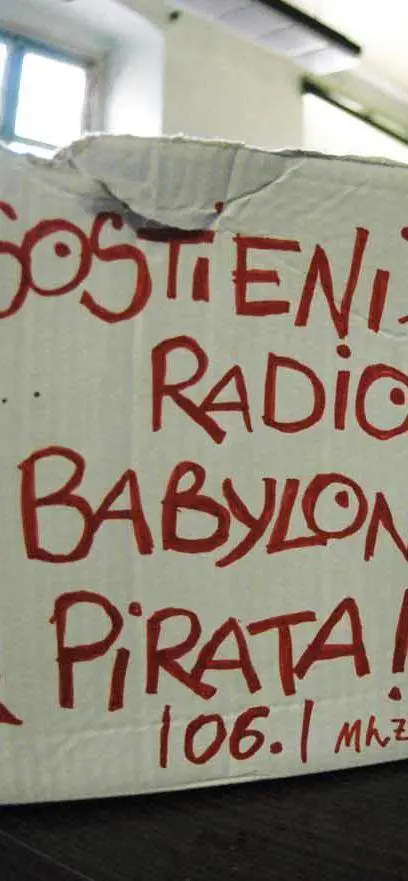 SOSTiENi
RADiO
BABYLON
PiRATA!
106.1 MhZ